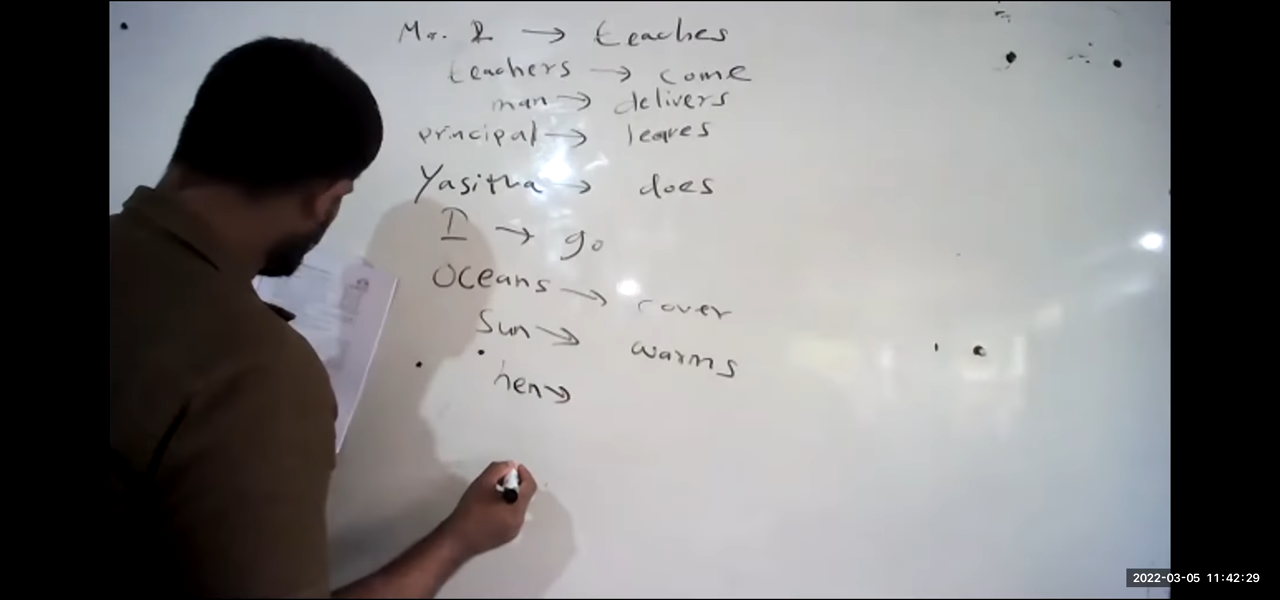 Mr. R → teaches
teachers → come
man → delivers
principal → leaves
Yasitha → does
I → go
Oceans → cover
Sun → warms
hen →
2022-03-05 11:42:29